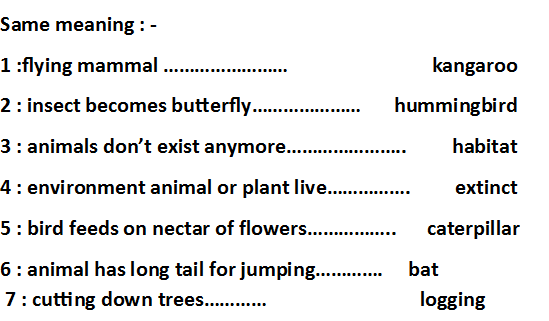 Same meaning : -
1 :flying mammal …………………… kangaroo
2 : insect becomes butterfly………………… hummingbird
3 : animals don’t exist anymore………………….. habitat
4 : environment animal or plant live……………. extinct
5 : bird feeds on nectar of flowers…………….. caterpillar
6 : animal has long tail for jumping…………. bat
7 : cutting down trees………… logging